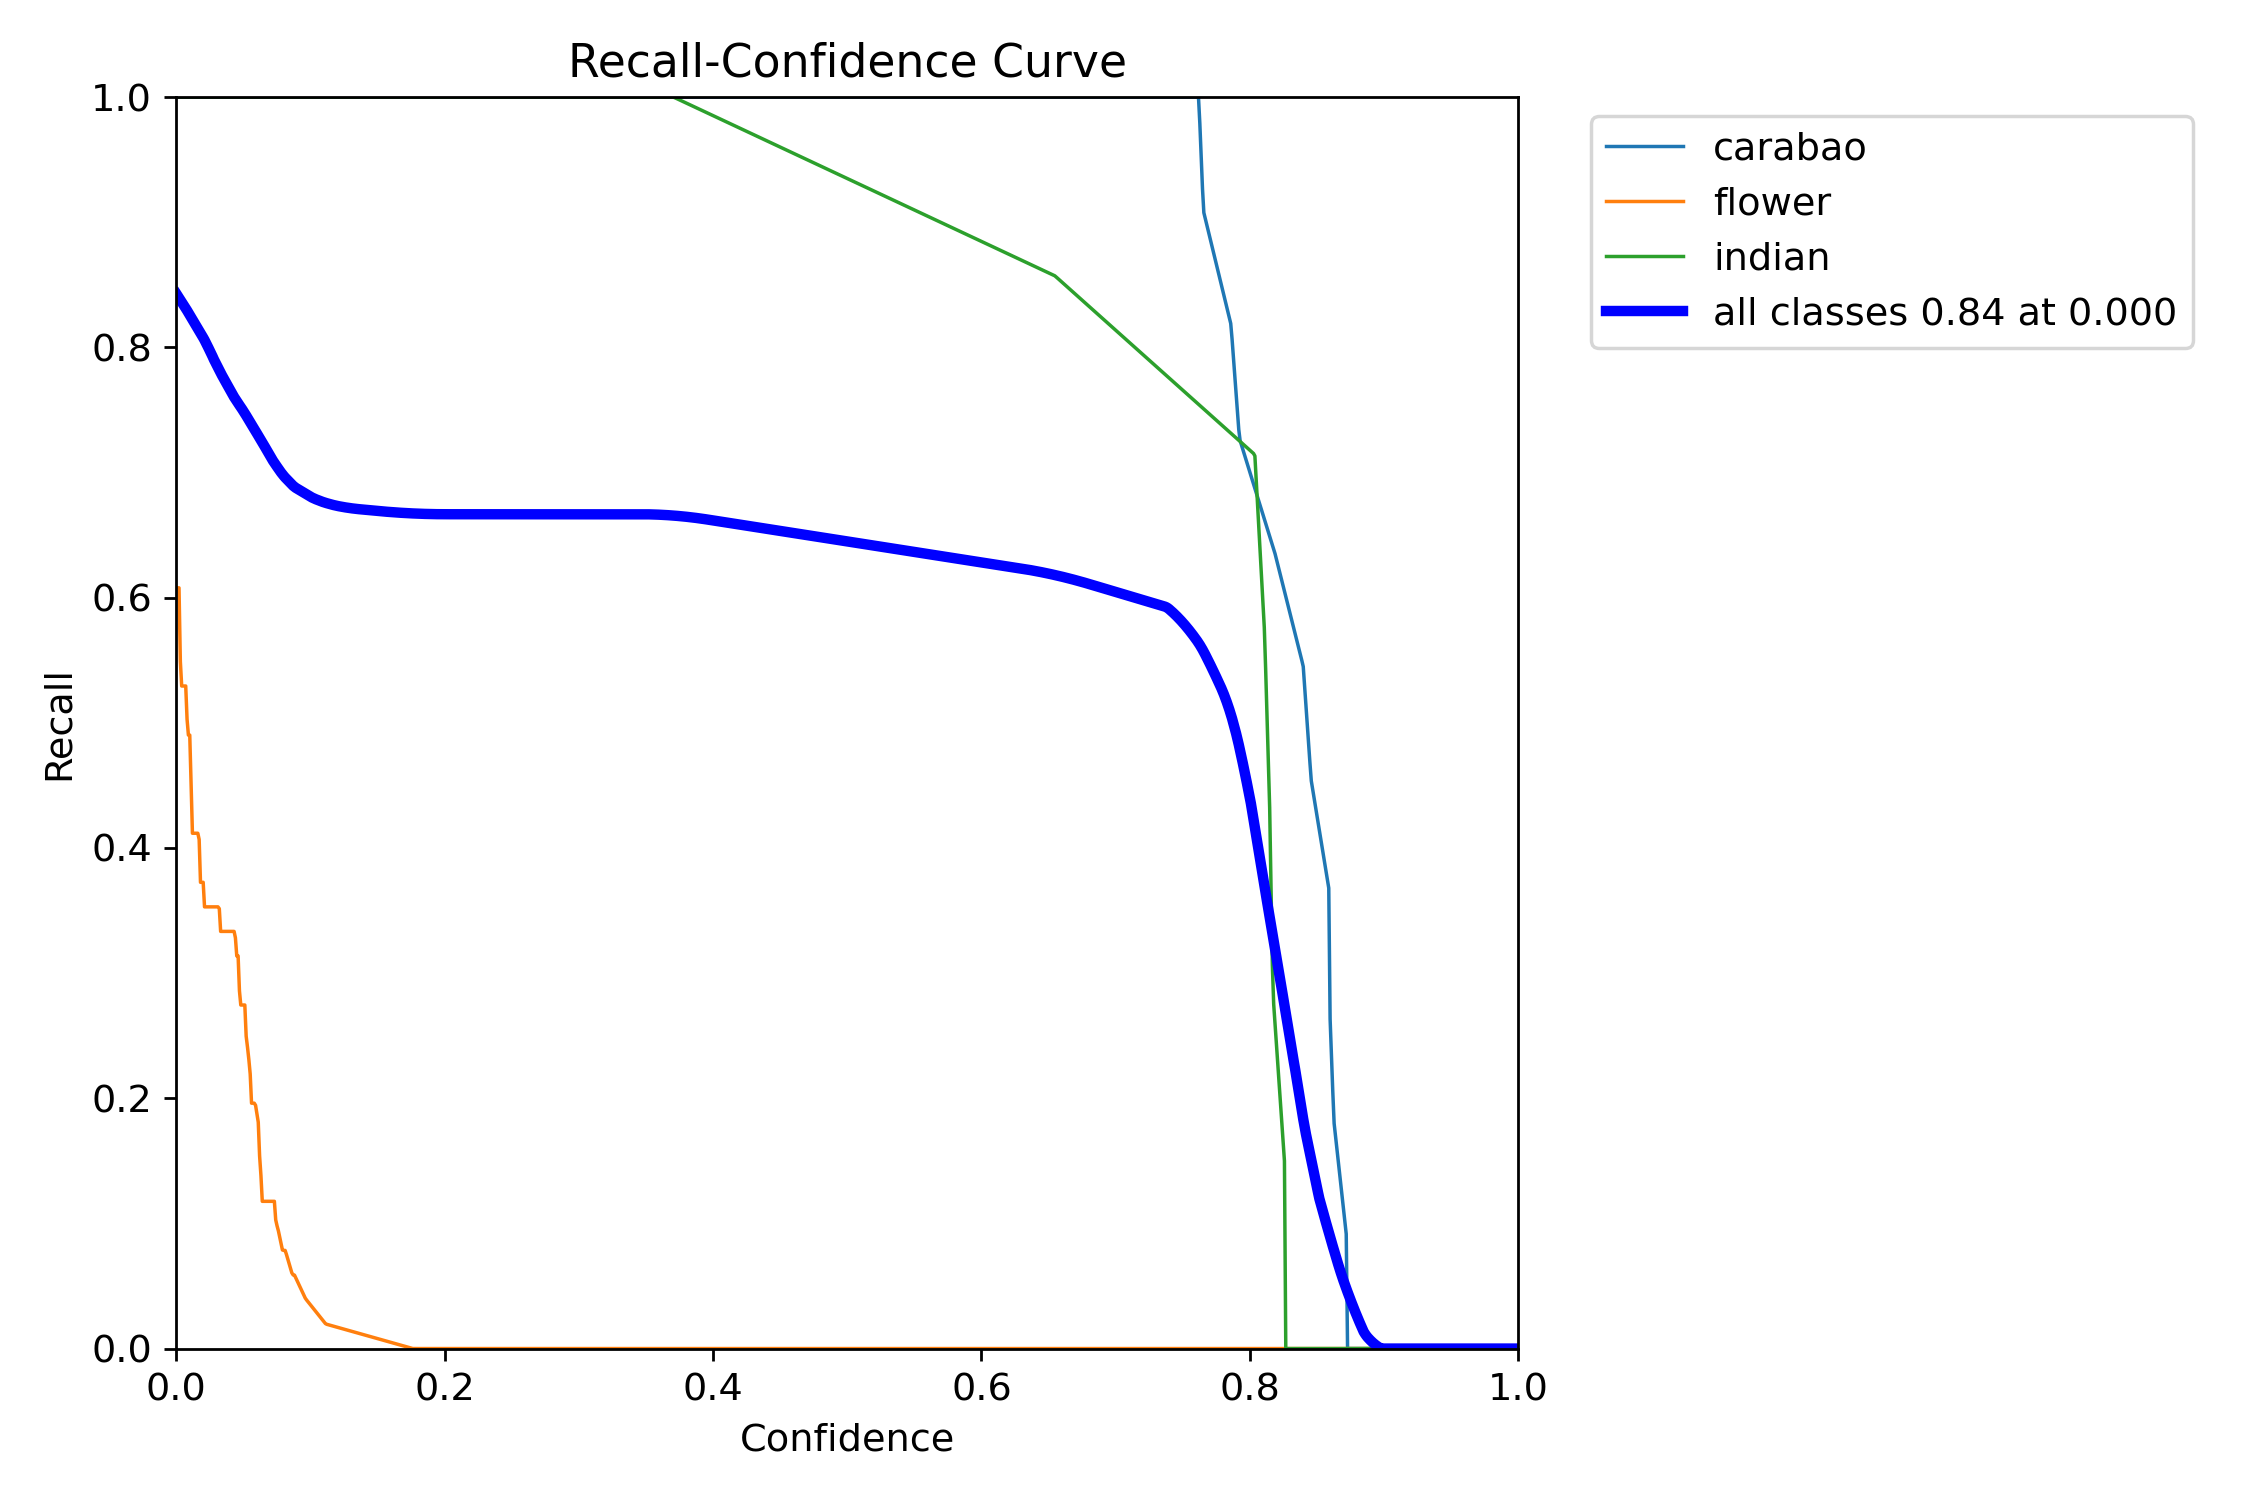 Recall-Confidence Curve
1.0
0.8
0.6
0.4
0.2
0.0
Recall
0.0 0.2 0.4 0.6 0.8 1.0
Confidence
carabao
flower
indian
all classes 0.84 at 0.000